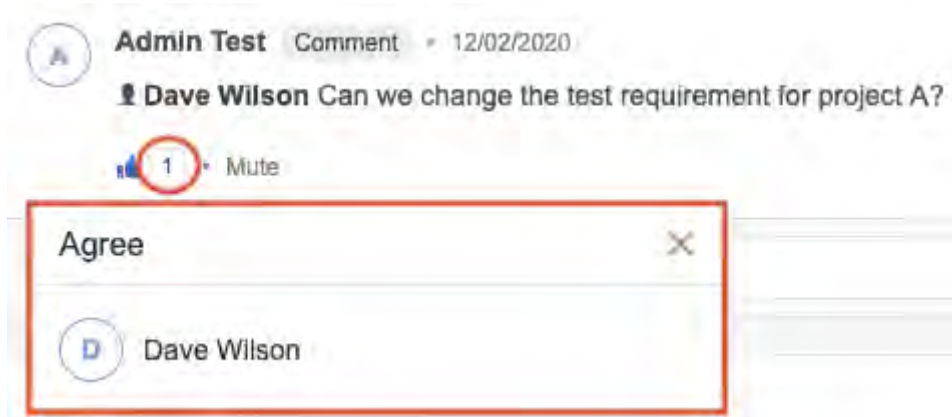 A
Admin Test Comment • 12/02/2020
Dave Wilson Can we change the test requirement for project A?
1 • Mute
Agree
D
Dave Wilson